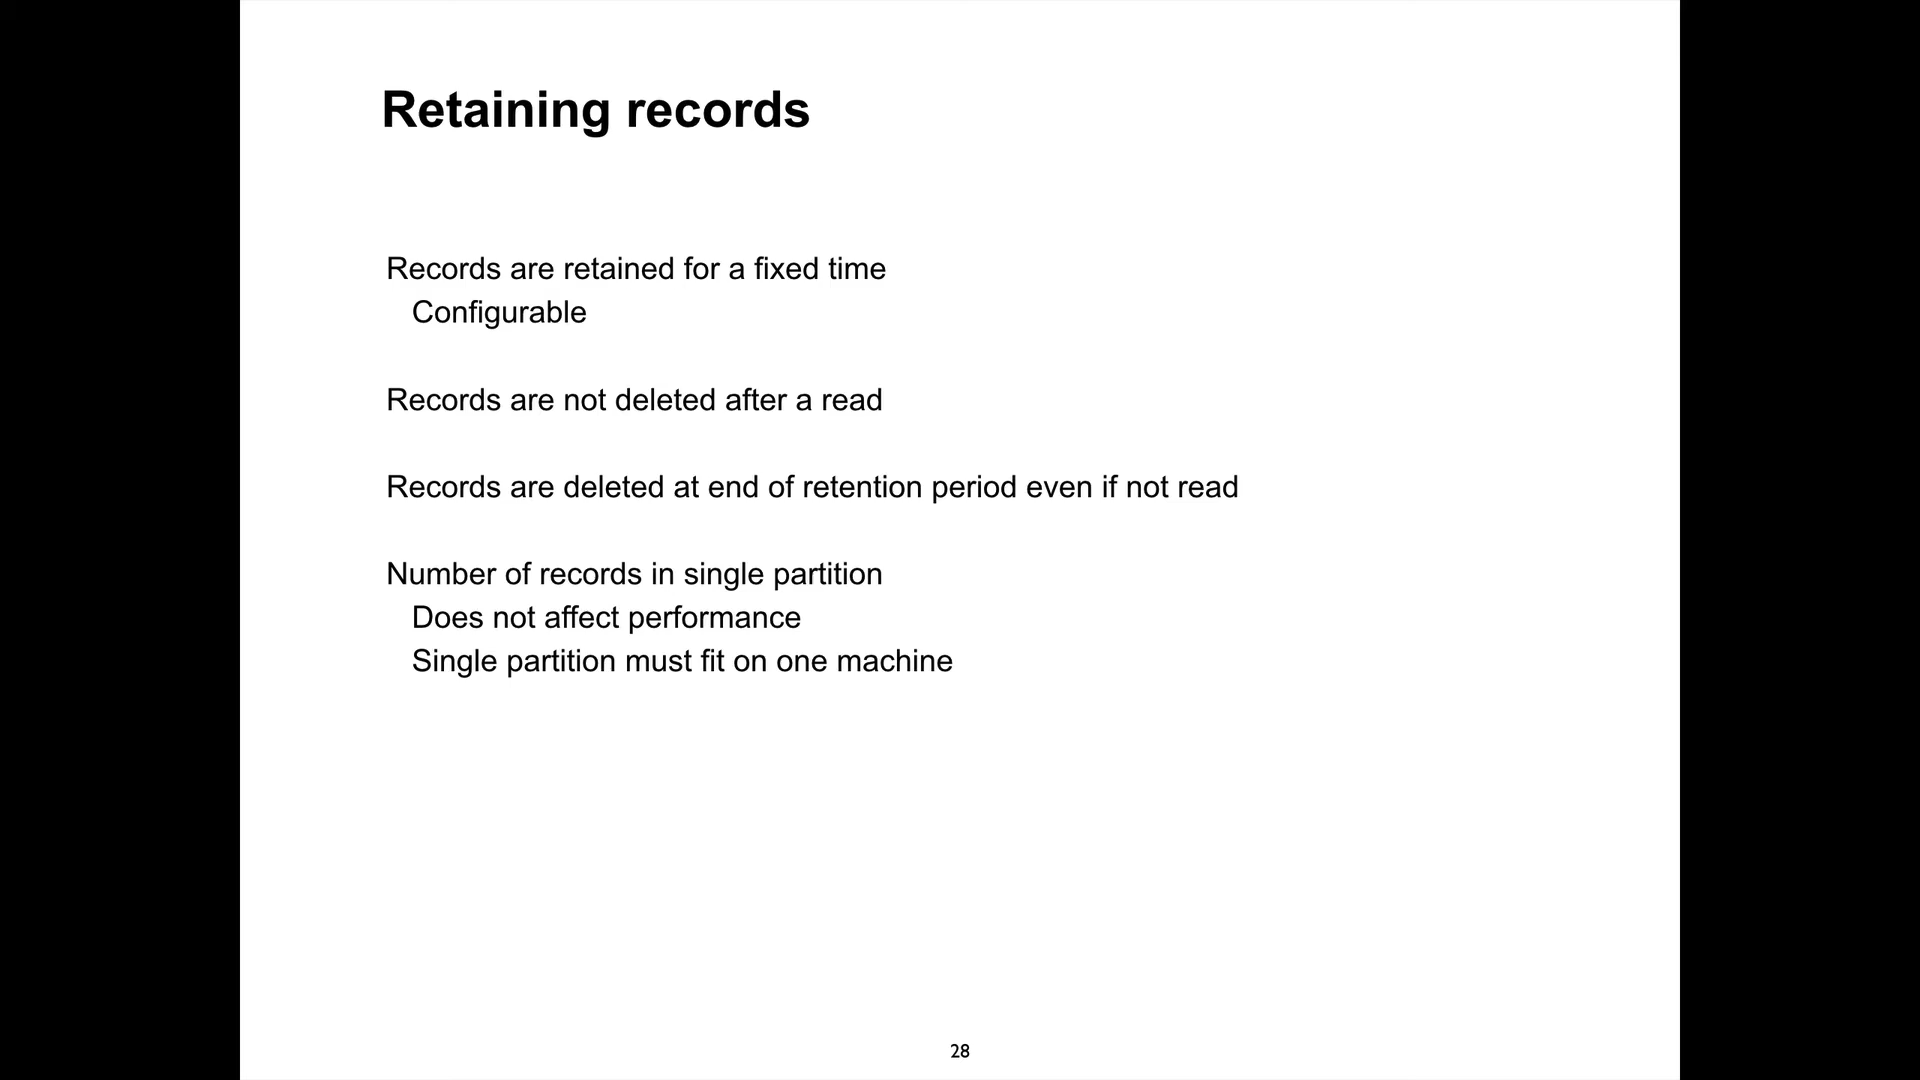 Retaining records
Records are retained for a fixed time
Configurable
Records are not deleted after a read
Records are deleted at end of retention period even if not read
Number of records in single partition
Does not affect performance
Single partition must fit on one machine
28